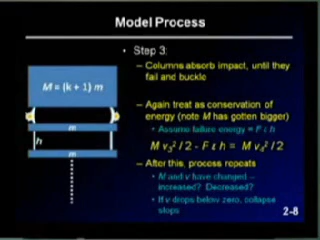 Model Process
• Step 3:
– Columns absorb impact, until they
fail and buckle
M = (k + 1) m
– Again treat as conservation of
energy (note M has gotten bigger)
m
• Assume failure energy = F ε h
h
M v₃² / 2 - F ε h = M v₄² / 2
m
– After this, process repeats
• M and v have changed –
increased? Decreased?
• If v drops below zero, collapse
stops
2-8